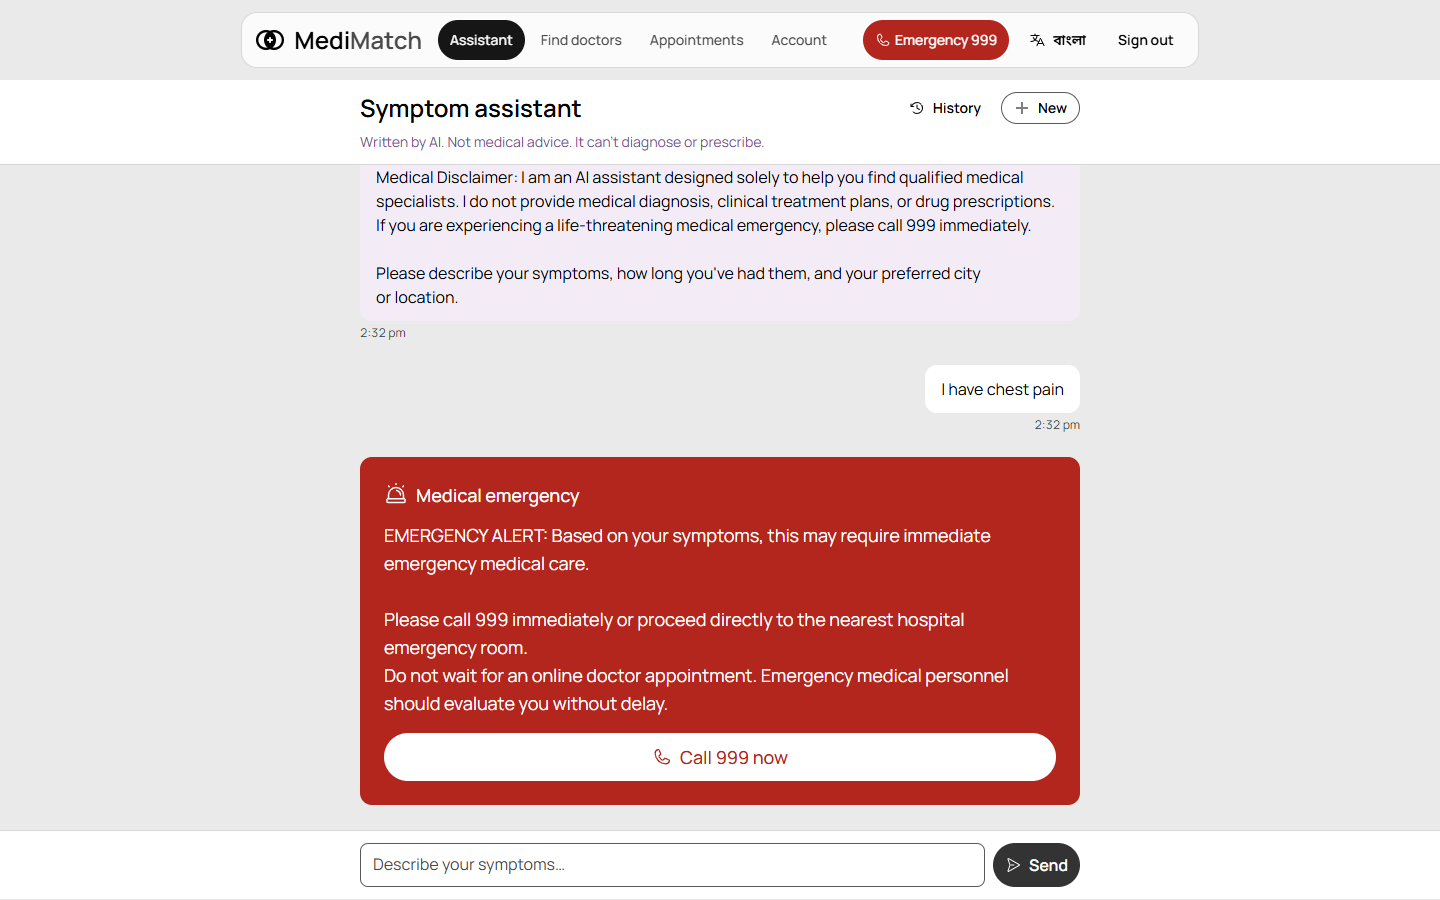 MediMatch
Assistant
Find doctors
Appointments
Account
Emergency 999
বাংলা
Sign out
Symptom assistant
History
New
Written by AI. Not medical advice. It can't diagnose or prescribe.
Medical Disclaimer: I am an AI assistant designed solely to help you find qualified medical
specialists. I do not provide medical diagnosis, clinical treatment plans, or drug prescriptions.
If you are experiencing a life-threatening medical emergency, please call 999 immediately.
Please describe your symptoms, how long you've had them, and your preferred city
or location.
2:32 pm
I have chest pain
2:32 pm
Medical emergency
EMERGENCY ALERT: Based on your symptoms, this may require immediate
emergency medical care.
Please call 999 immediately or proceed directly to the nearest hospital
emergency room.
Do not wait for an online doctor appointment. Emergency medical personnel
should evaluate you without delay.
Call 999 now
Describe your symptoms...
Send